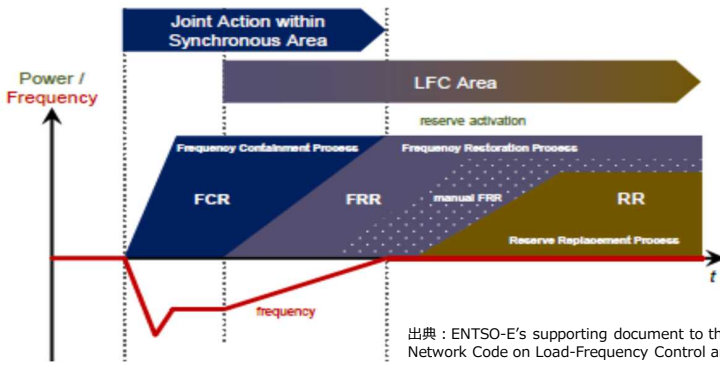 Joint Action within
Synchronous Area
LFC Area
Power /
Frequency
reserve activation
Frequency Containment Process
Frequency Restoration Process
FCR
FRR
manual FRR
RR
Reserve Replacement Process
t
frequency
出典：ENTSO-E's supporting document to th
Network Code on Load-Frequency Control a